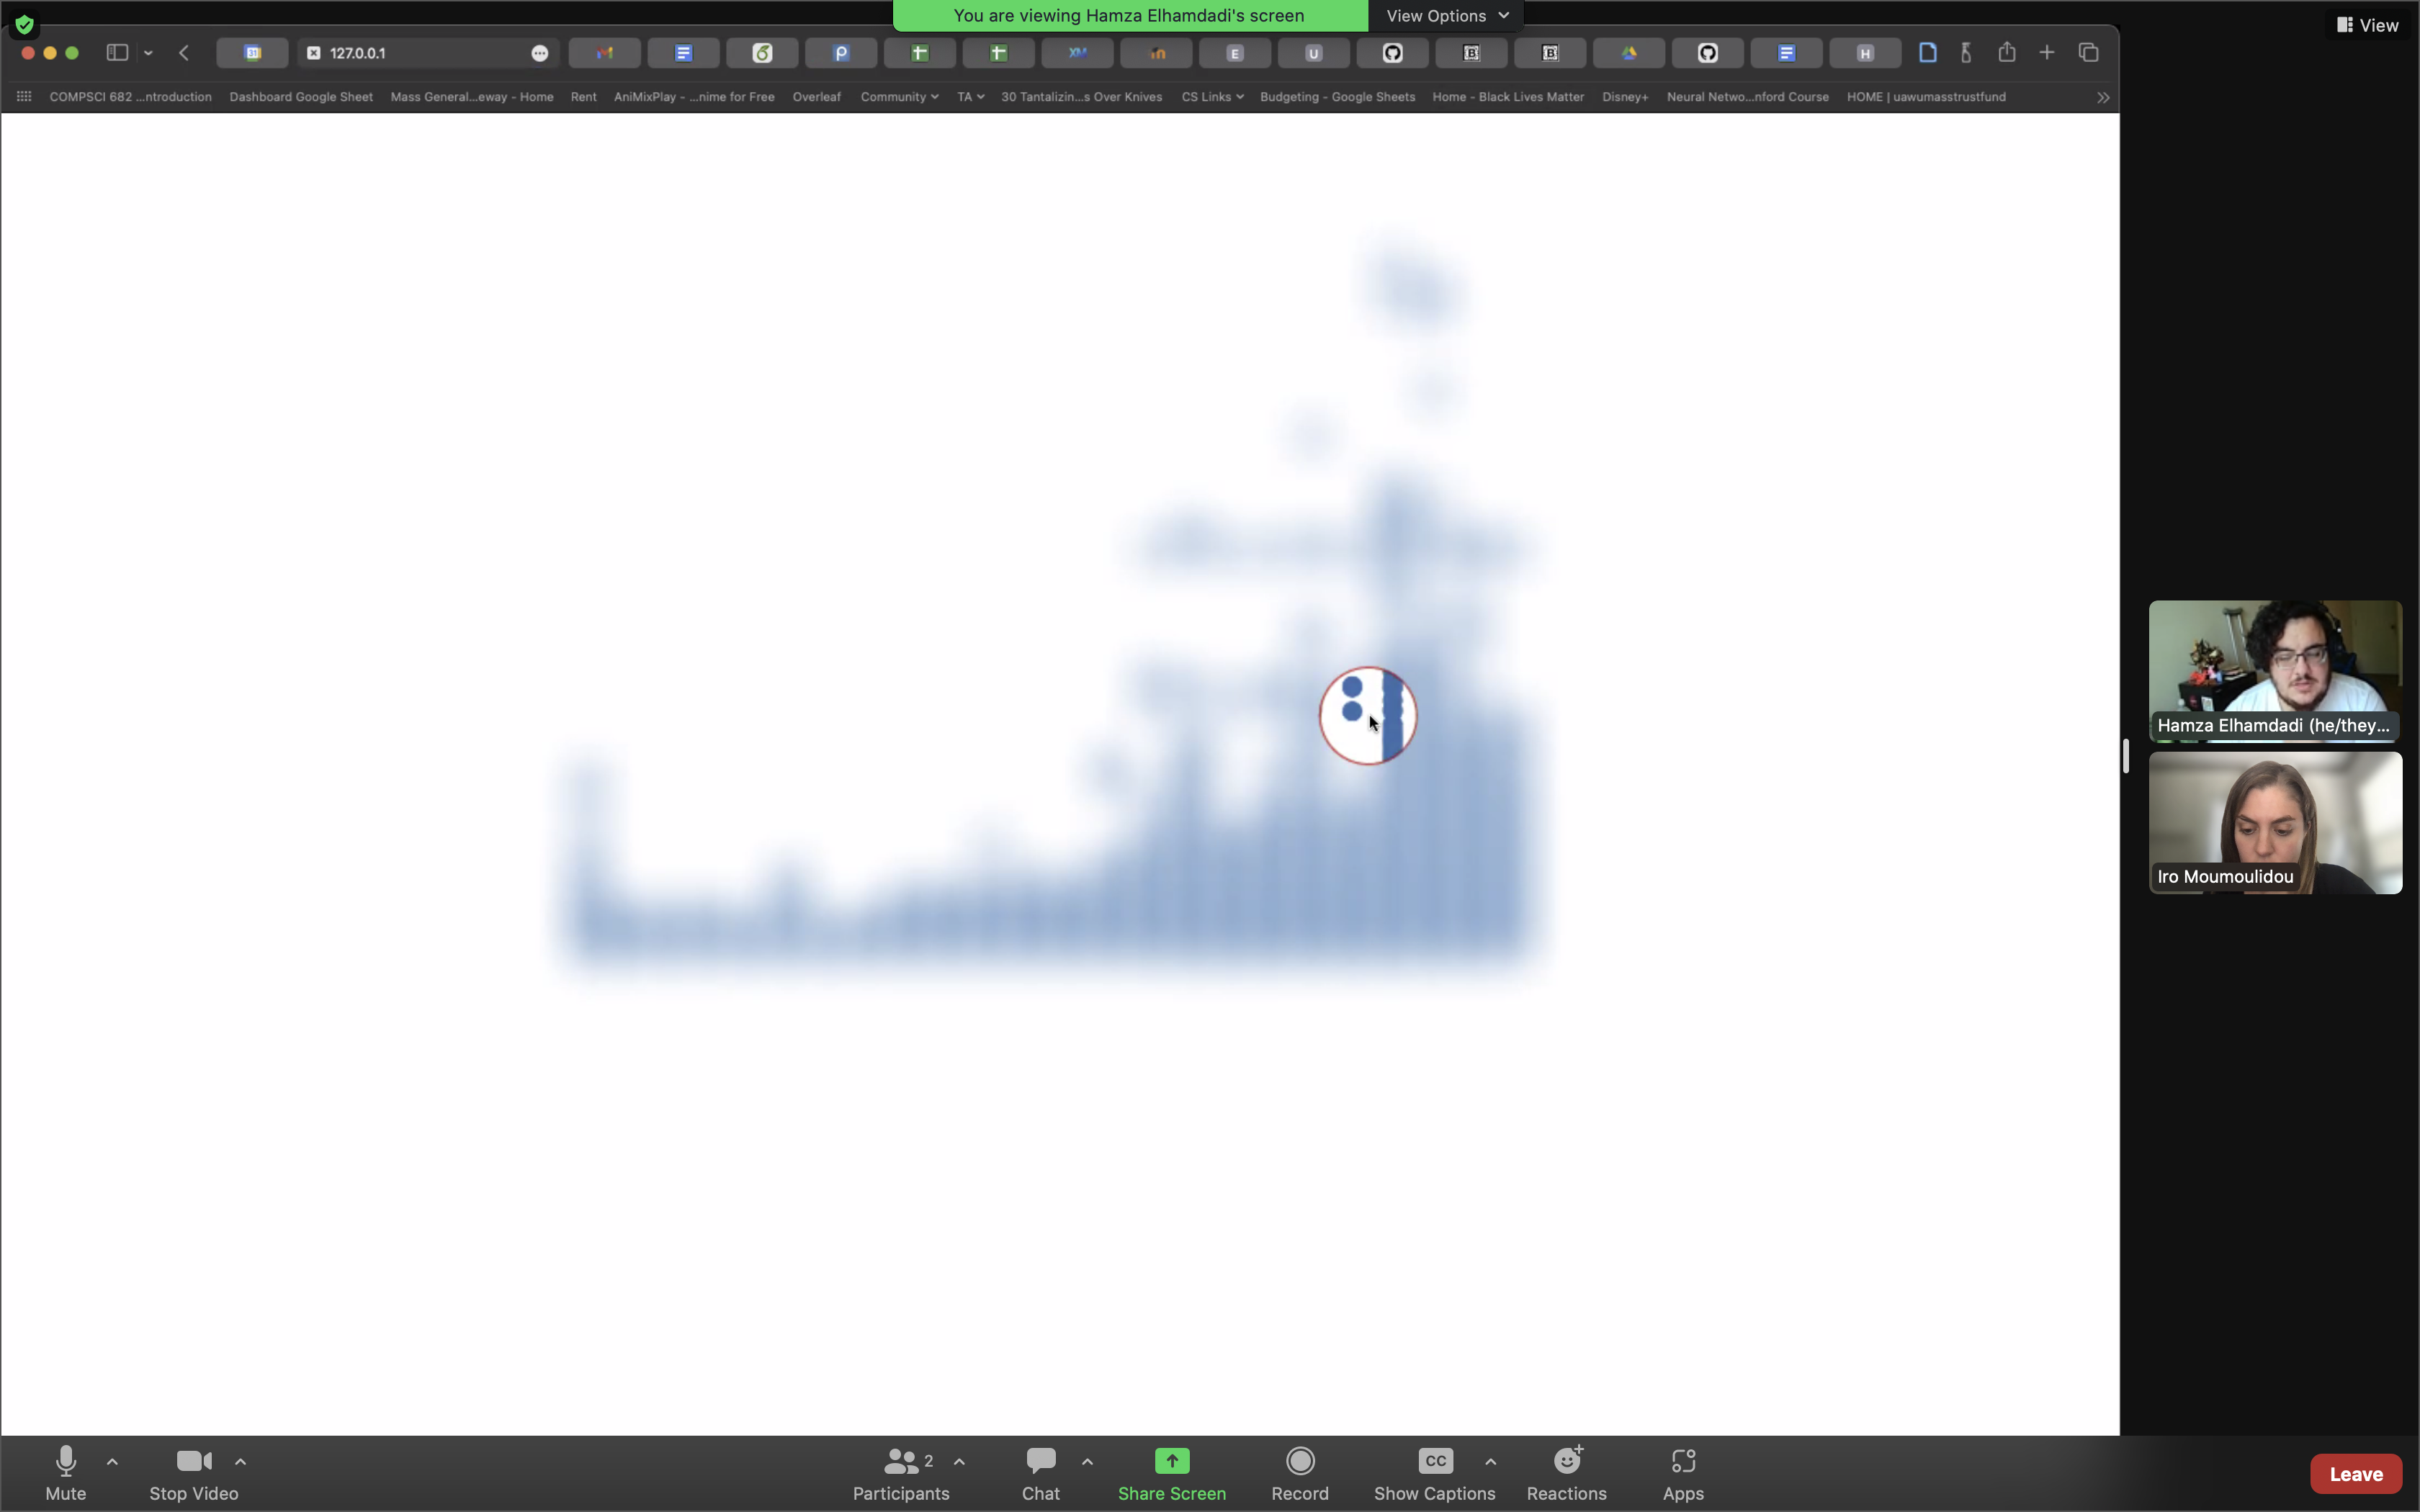 You are viewing Hamza Elhamdadi's screen
View Options
View
127.0.0.1
COMPSCI 682 ...ntroduction
Dashboard Google Sheet
Mass General...eway - Home
Rent
AniMixPlay - ...nime for Free
Overleaf
Community
TA
30 Tantalizin...s Over Knives
CS Links
Budgeting - Google Sheets
Home - Black Lives Matter
Disney+
Neural Netwo...nford Course
HOME | uawumasstrustfund
Hamza Elhamdadi (he/they...
Iro Moumoulidou
Mute
Stop Video
2
Participants
Chat
Share Screen
Record
CC
Show Captions
Reactions
Apps
Leave